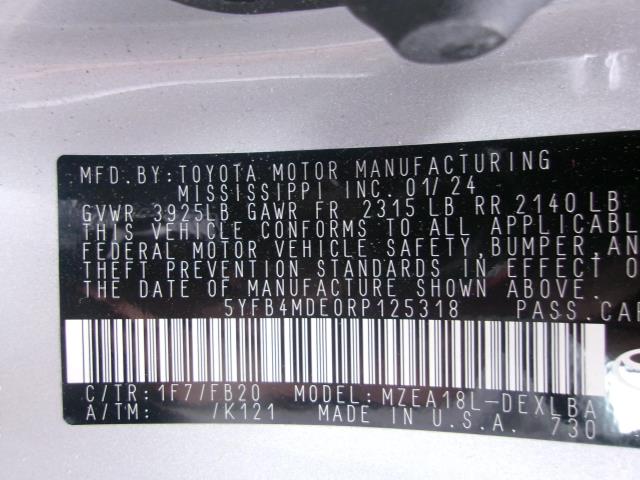 MFD.BY:TOYOTA MOTOR MANUFACTURING
MISSISSIPPI INC. 01/24
GVWR 3925LB GAWR FR 2315 LB RR 2140 LB
THIS VEHICLE CONFORMS TO ALL APPLICABLE
FEDERAL MOTOR VEHICLE SAFETY, BUMPER, AN
THEFT PREVENTION STANDARDS IN EFFECT O
THE DATE OF MANUFACTURE SHOWN ABOVE.
5YFB4MDE0RP125318 PASS.CAR
C/TR:1F7/FB20 MODEL:MZEA18L-DEXLBA
A/TM: /K121 MADE IN U.S.A. 730